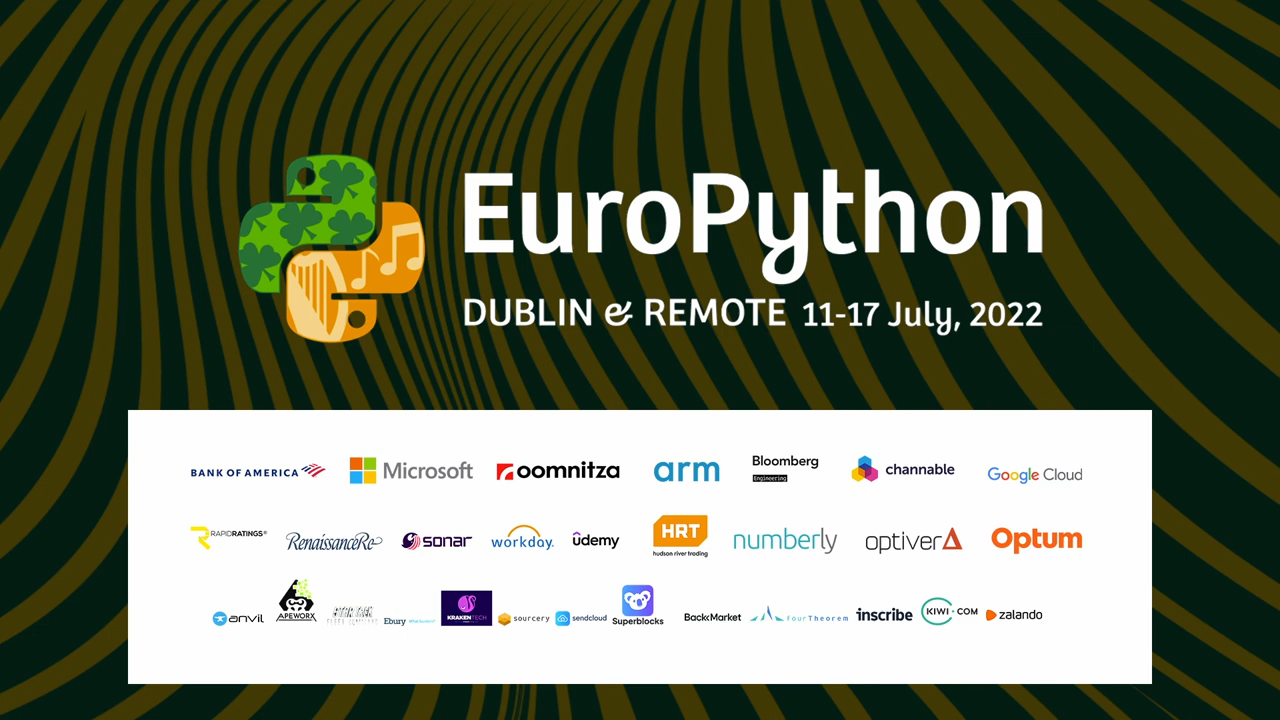 EuroPython
DUBLIN & REMOTE 11-17 July, 2022
BANK OF AMERICA Microsoft oomnitza arm Bloomberg Engineering channable Google Cloud
RAPIDRATINGS® RenaissanceRe sonar workday. udemy HRT hudson river trading numberly optiver Optum
anvil APEWORX Ebury KRAKENTECH sourcery sendcloud Superblocks BackMarket fourTheorem inscribe KIWI.COM zalando